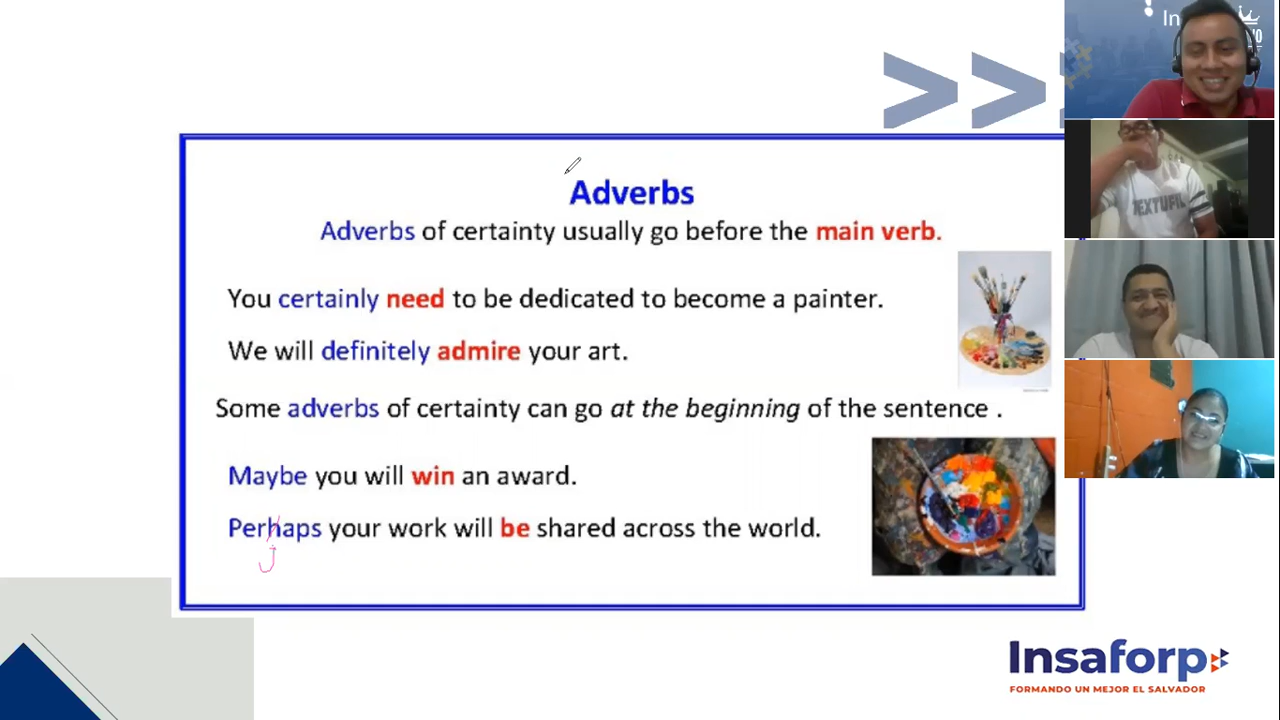 In
Adverbs
Adverbs of certainty usually go before the main verb.
You certainly need to be dedicated to become a painter.
We will definitely admire your art.
Some adverbs of certainty can go at the beginning of the sentence .
Maybe you will win an award.
Perhaps your work will be shared across the world.
j
TEXTUFIL
Insaforp
FORMANDO UN MEJOR EL SALVADOR